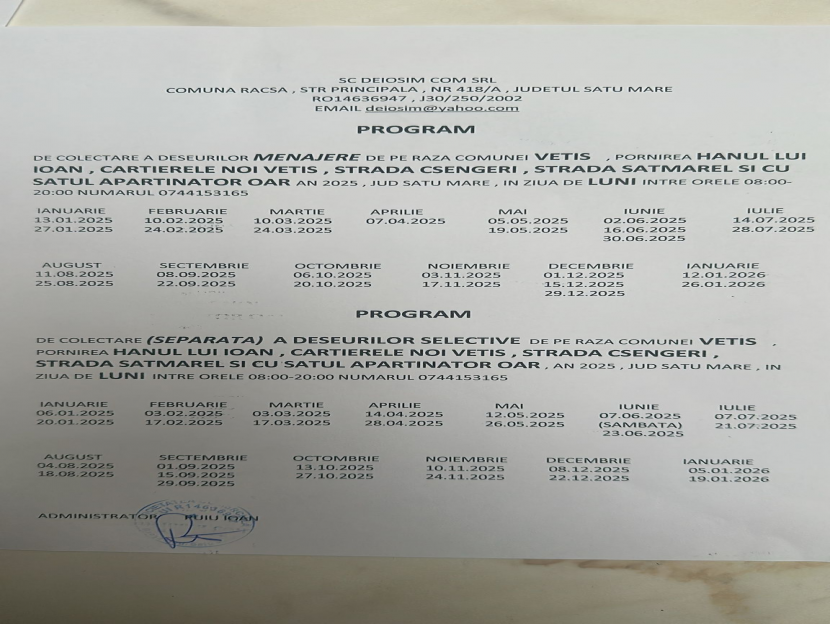 SC DEIOSIM COM SRL
COMUNA RACSA , STR PRINCIPALA , NR 418/A , JUDETUL SATU MARE
RO14636947 , J30/250/2002
EMAIL deiosim@yahoo.com
PROGRAM
DE COLECTARE A DESEURILOR MENAJERE DE PE RAZA COMUNEI VETIS , PORNIREA HANUL LUI
IOAN , CARTIERELE NOI VETIS , STRADA CSENGERI , STRADA SATMAREL SI CU
SATUL APARTINATOR OAR AN 2025 , JUD SATU MARE , IN ZIUA DE LUNI INTRE ORELE 08:00-
20:00 NUMARUL 0744153165
IANUARIE FEBRUARIE MARTIE APRILIE MAI IUNIE IULIE
13.01.2025 10.02.2025 10.03.2025 07.04.2025 05.05.2025 02.06.2025 14.07.2025
27.01.2025 24.02.2025 24.03.2025 19.05.2025 16.06.2025 28.07.2025
30.06.2025
AUGUST SECTEMBRIE OCTOMBRIE NOIEMBRIE DECEMBRIE IANUARIE
11.08.2025 08.09.2025 06.10.2025 03.11.2025 01.12.2025 12.01.2026
25.08.2025 22.09.2025 20.10.2025 17.11.2025 15.12.2025 26.01.2026
29.12.2025
PROGRAM
DE COLECTARE (SEPARATA) A DESEURILOR SELECTIVE DE PE RAZA COMUNEI VETIS ,
PORNIREA HANUL LUI IOAN , CARTIERELE NOI VETIS , STRADA CSENGERI ,
STRADA SATMAREL SI CU SATUL APARTINATOR OAR , AN 2025 , JUD SATU MARE , IN
ZIUA DE LUNI INTRE ORELE 08:00-20:00 NUMARUL 0744153165
IANUARIE FEBRUARIE MARTIE APRILIE MAI IUNIE IULIE
06.01.2025 03.02.2025 03.03.2025 14.04.2025 12.05.2025 07.06.2025 07.07.2025
20.01.2025 17.02.2025 17.03.2025 28.04.2025 26.05.2025 (SAMBATA) 21.07.2025
23.06.2025
AUGUST SECTEMBRIE OCTOMBRIE NOIEMBRIE DECEMBRIE IANUARIE
04.08.2025 01.09.2025 13.10.2025 10.11.2025 08.12.2025 05.01.2026
18.08.2025 15.09.2025 27.10.2025 24.11.2025 22.12.2025 19.01.2026
29.09.2025
ADMINISTRATOR PUIU IOAN